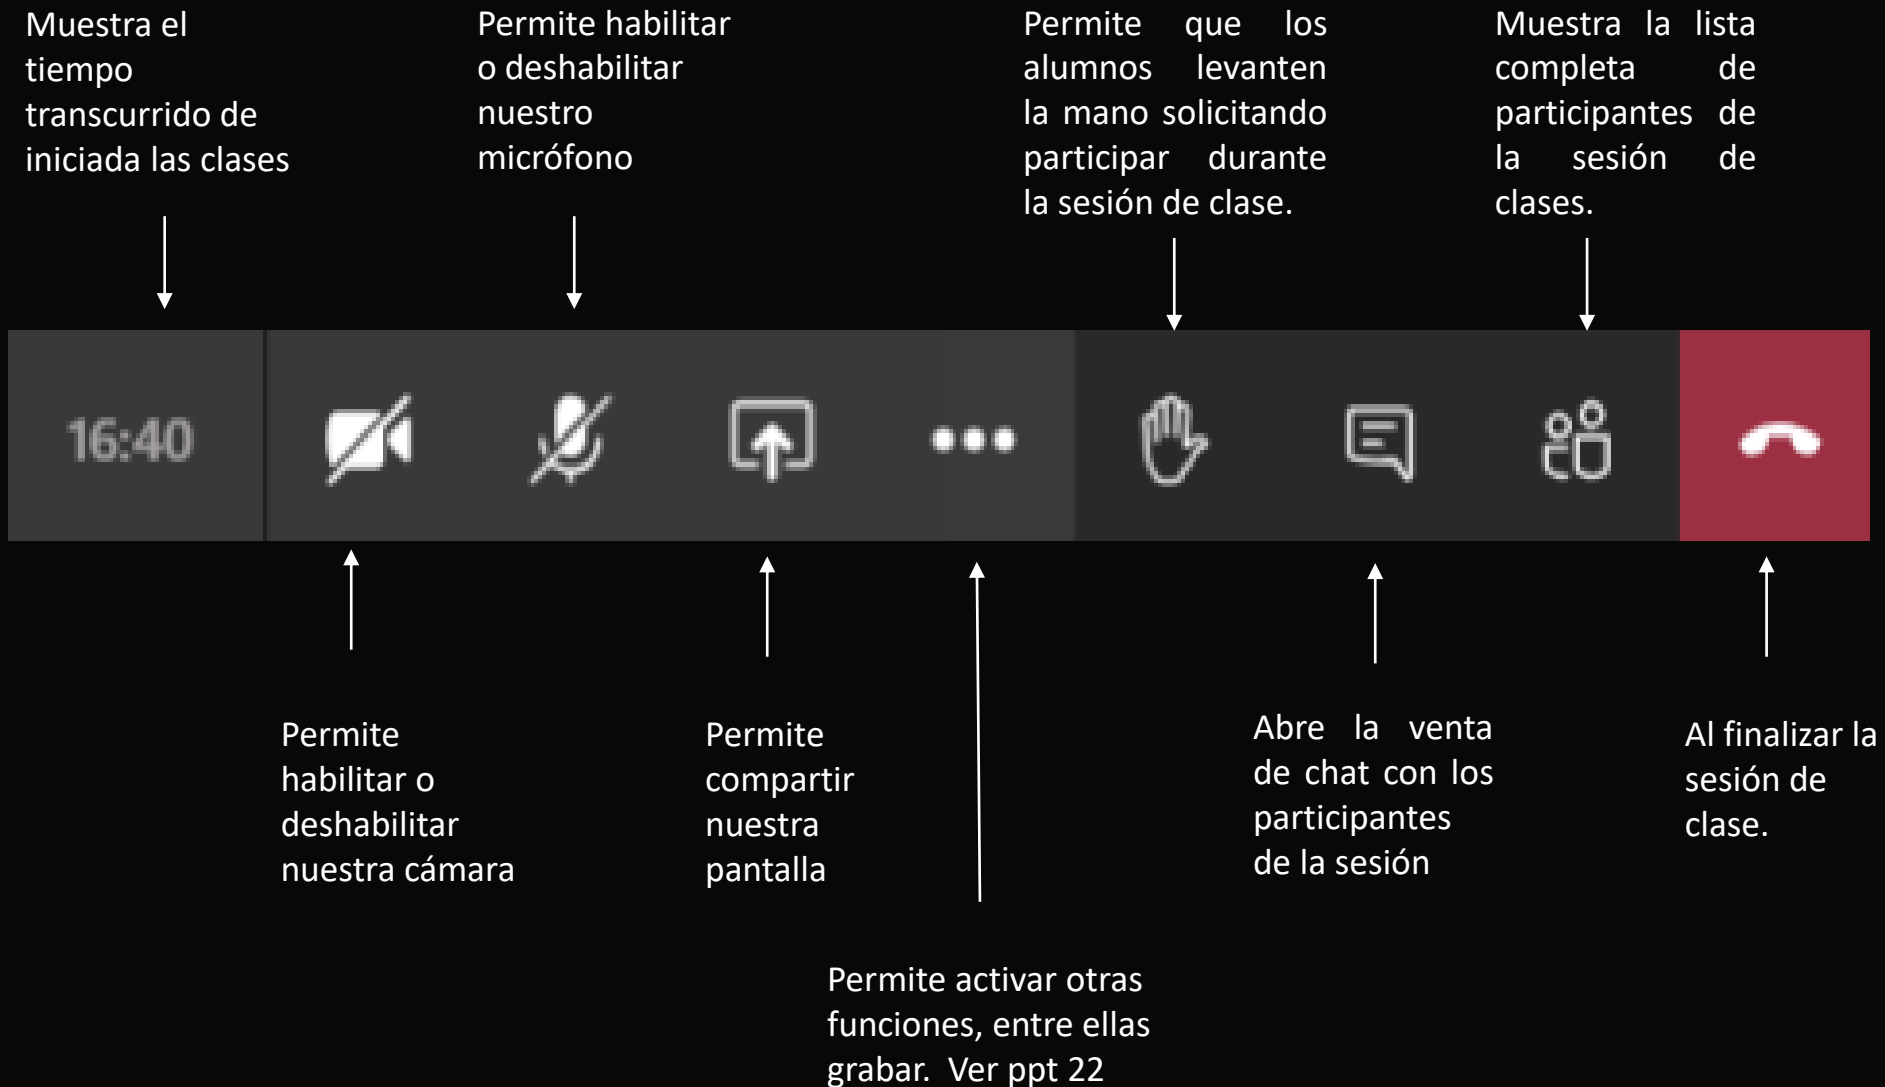 Muestra el
tiempo
transcurrido de
iniciada las clases
Permite habilitar
o deshabilitar
nuestro
micrófono
Permite que los
alumnos levanten
la mano solicitando
participar durante
la sesión de clase.
Muestra la lista
completa de
participantes de
la sesión de
clases.
16:40
Permite
habilitar o
deshabilitar
nuestra cámara
Permite
compartir
nuestra
pantalla
Permite activar otras
funciones, entre ellas
grabar. Ver ppt 22
Abre la venta
de chat con los
participantes
de la sesión
Al finalizar la
sesión de
clase.